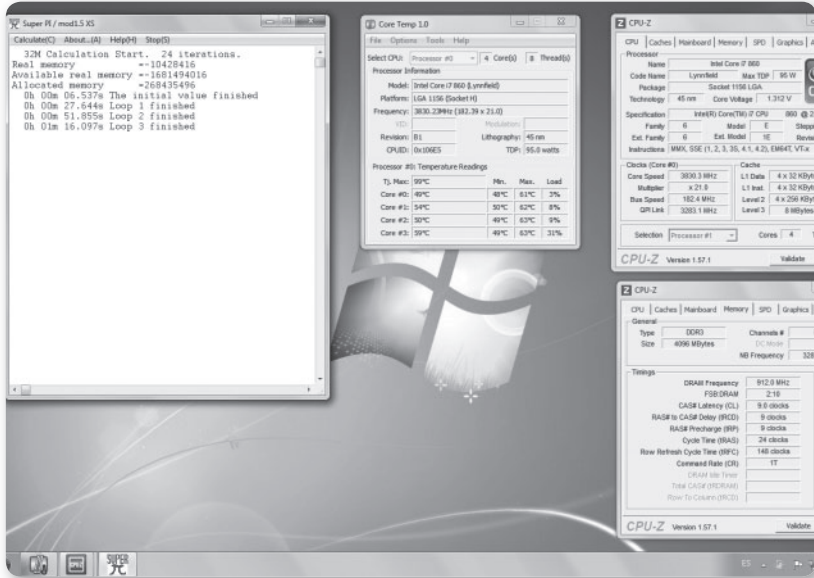 Super PI / mod1.5 XS
Calculate(C) About...(A) Help(H) Stop(S)
32M Calculation Start. 24 iterations.
Real memory =-10428416
Available real memory =-1681494016
Allocated memory =268435496
0h 00m 06.537s The initial value finished
0h 00m 27.644s Loop 1 finished
0h 00m 51.855s Loop 2 finished
0h 01m 16.097s Loop 3 finished
Core Temp 1.0
File Options Tools Help
Select CPU: Processor #0 4 Core(s) 8 Thread(s)
Processor Information
Model: Intel Core i7 860 (Lynnfield)
Platform: LGA 1156 (Socket H)
Frequency: 3830.23MHz (182.39 x 21.0)
VID: Modulation:
Revision: B1 Lithography: 45 nm
CPUID: 0x106E5 TDP: 95.0 watts
Processor #0: Temperature Readings
Tj. Max: 99°C Min. Max. Load
Core #0: 49°C 48°C 61°C 3%
Core #1: 54°C 50°C 62°C 8%
Core #2: 50°C 49°C 63°C 9%
Core #3: 59°C 49°C 63°C 31%
CPU-Z
CPU Caches Mainboard Memory SPD Graphics
Processor
Name Intel Core i7 860
Code Name Lynnfield Max TDP 95 W
Package Socket 1156 LGA
Technology 45 nm Core Voltage 1.312 V
Specification Intel(R) Core(TM) i7 CPU 860 @ 2
Family 6 Model E Stepp
Ext. Family 6 Ext. Model 1E Revis
Instructions MMX, SSE (1, 2, 3, 3S, 4.1, 4.2), EM64T, VT-x
Clocks (Core #0) Cache
Core Speed 3830.3 MHz L1 Data 4 x 32 KByt
Multiplier x 21.0 L1 Inst. 4 x 32 KByt
Bus Speed 182.4 MHz Level 2 4 x 256 KByt
QPI Link 3283.1 MHz Level 3 8 MBytes
Selection Processor #1 Cores 4 T
CPU-Z Version 1.57.1 Validate
CPU-Z
CPU Caches Mainboard Memory SPD Graphics
General
Type DDR3 Channels #
Size 4096 MBytes DC Mode
NB Frequency 328
Timings
DRAM Frequency 912.0 MHz
FSB:DRAM 2:10
CAS# Latency (CL) 9.0 clocks
RAS# to CAS# Delay (tRCD) 9 clocks
RAS# Precharge (tRP) 9 clocks
Cycle Time (tRAS) 24 clocks
Row Refresh Cycle Time (tRFC) 148 clocks
Command Rate (CR) 1T
DRAM Idle Timer
Total CAS# (tRDRAM)
Row To Column (tRCD)
CPU-Z Version 1.57.1 Validate
SUPER
π
ES